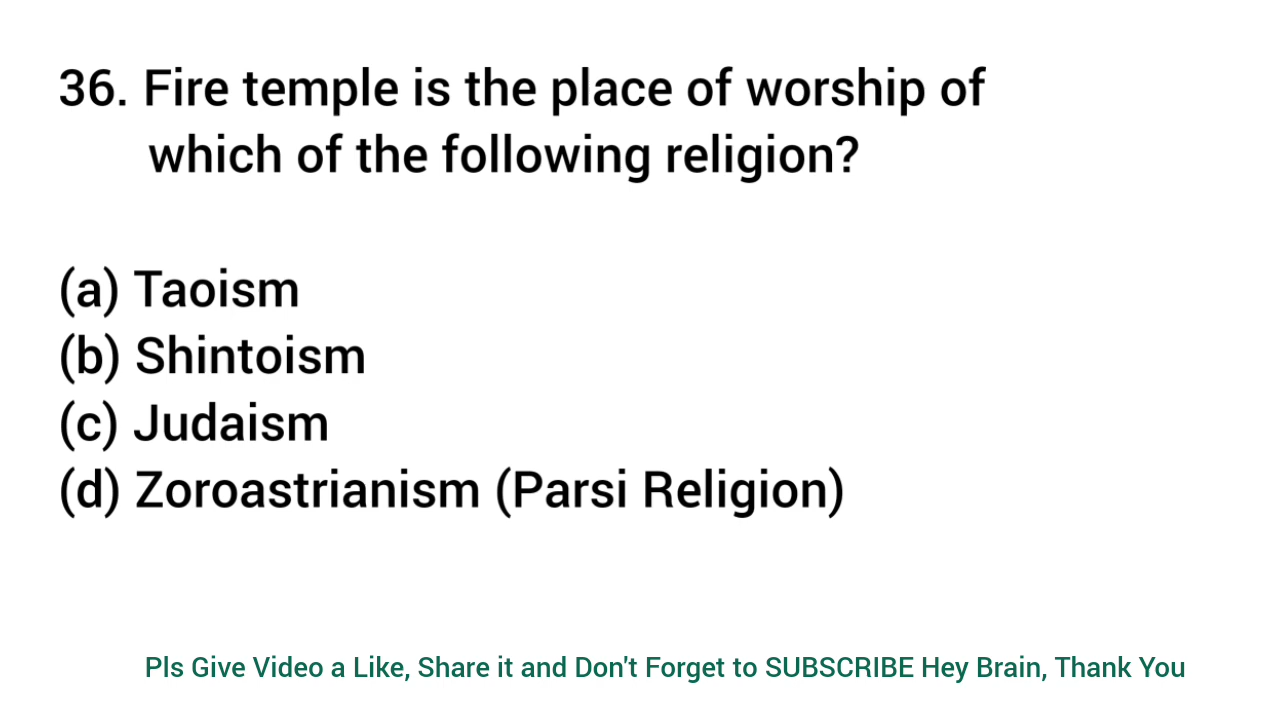 36. Fire temple is the place of worship of
which of the following religion?
(a) Taoism
(b) Shintoism
(c) Judaism
(d) Zoroastrianism (Parsi Religion)
Pls Give Video a Like, Share it and Don't Forget to SUBSCRIBE Hey Brain, Thank You